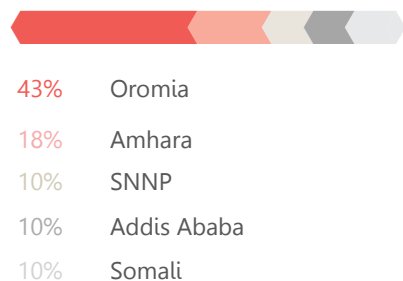 43% Oromia
18% Amhara
10% SNNP
10% Addis Ababa
10% Somali